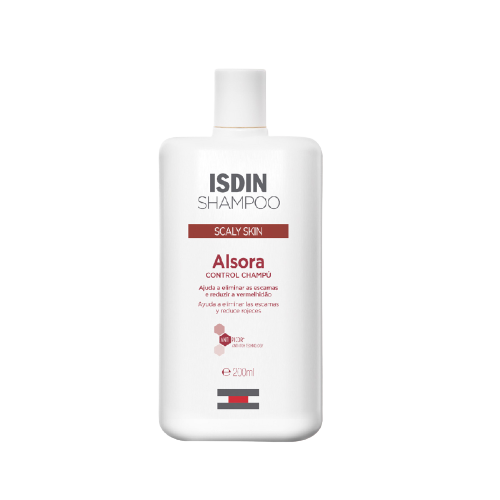 ISDIN
SHAMPOO
SCALY SKIN
Alsora
CONTROL CHAMPÚ
Ajuda a eliminar as escamas
e reduzir a vermelhidão
Ayuda a eliminar las escamas
y reduce rojeces
℮ 200ml